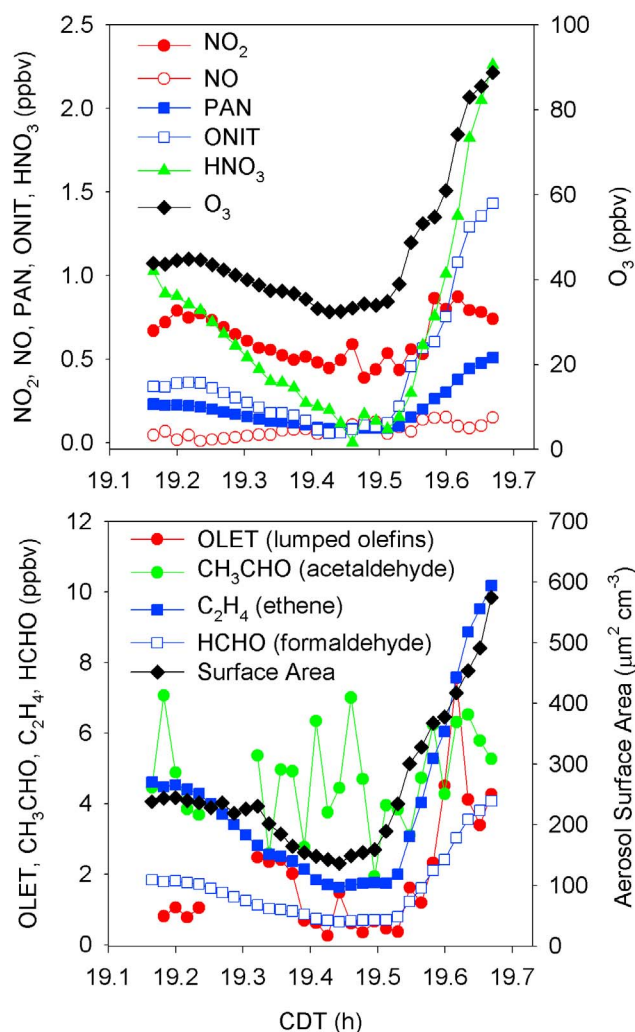 2.5
2.0
1.5
1.0
0.5
0.0
NO₂, NO, PAN, ONIT, HNO₃ (ppbv)
NO₂
NO
PAN
ONIT
HNO₃
O₃
100
80
60
40
20
0
O₃ (ppbv)
19.1 19.2 19.3 19.4 19.5 19.6 19.7
12
10
8
6
4
2
0
OLET, CH₃CHO, C₂H₄, HCHO (ppbv)
OLET (lumped olefins)
CH₃CHO (acetaldehyde)
C₂H₄ (ethene)
HCHO (formaldehyde)
Surface Area
700
600
500
400
300
200
100
0
Aerosol Surface Area (μm² cm⁻³)
19.1 19.2 19.3 19.4 19.5 19.6 19.7
CDT (h)